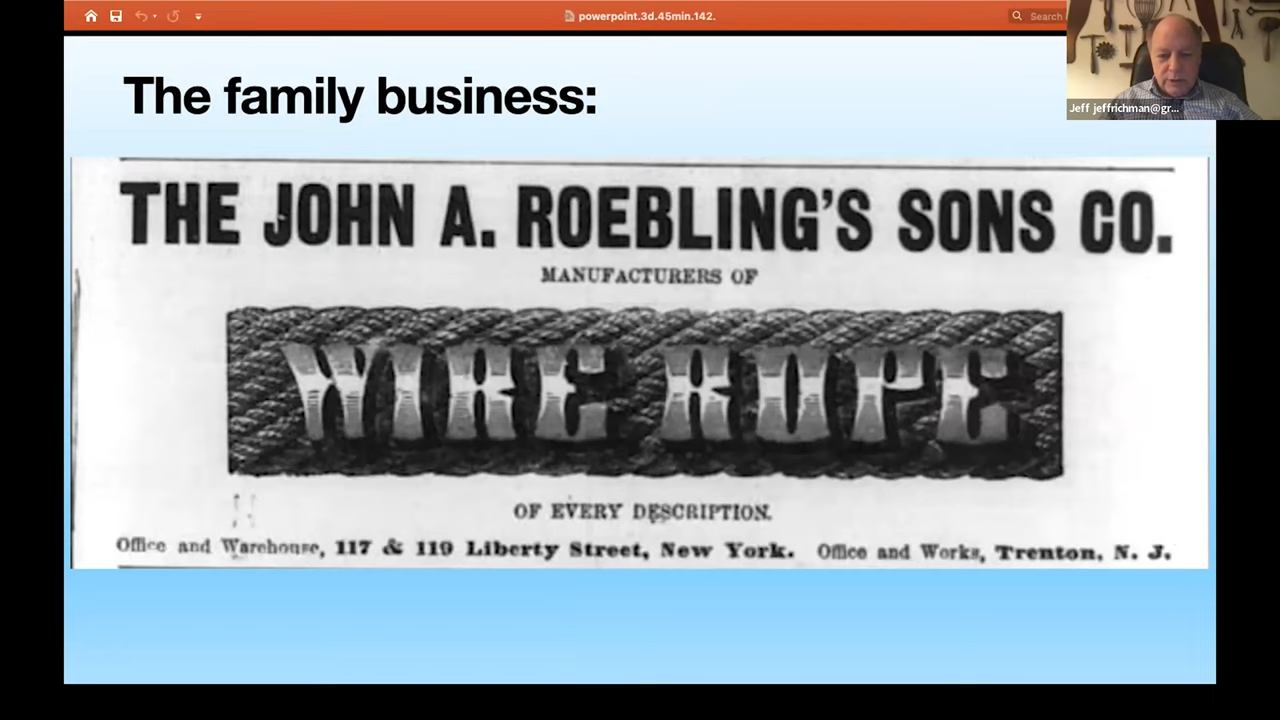 powerpoint.3d.45min.142.
Search
Jeff jeffrichman@gr...
The family business:
THE JOHN A. ROEBLING'S SONS CO.
MANUFACTURERS OF
WIRE ROPE
OF EVERY DESCRIPTION.
Office and Warehouse, 117 & 119 Liberty Street, New York. Office and Works, Trenton, N. J.